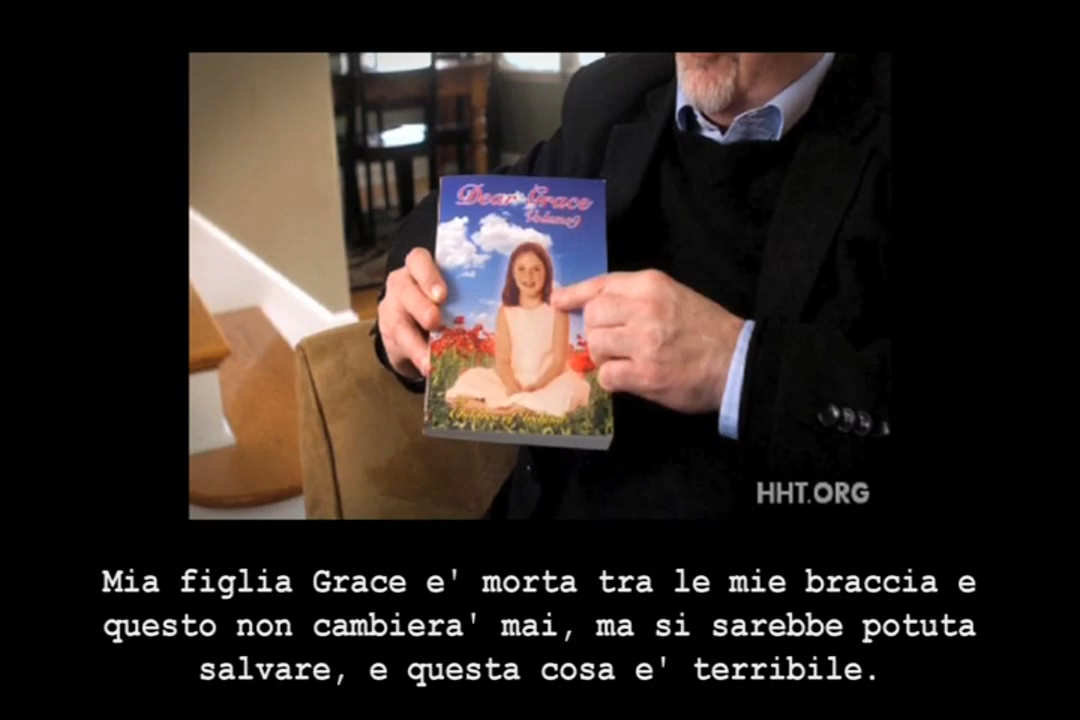 Dear Grace
Volume
HHT.ORG
Mia figlia Grace e' morta tra le mie braccia e
questo non cambiera' mai, ma si sarebbe potuta
salvare, e questa cosa e' terribile.